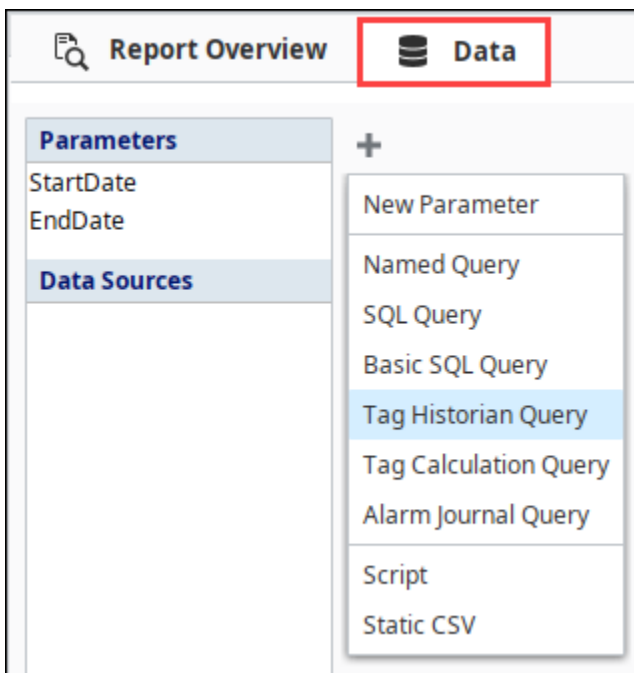 Report Overview
Data
Parameters
StartDate
EndDate
Data Sources
New Parameter
Named Query
SQL Query
Basic SQL Query
Tag Historian Query
Tag Calculation Query
Alarm Journal Query
Script
Static CSV